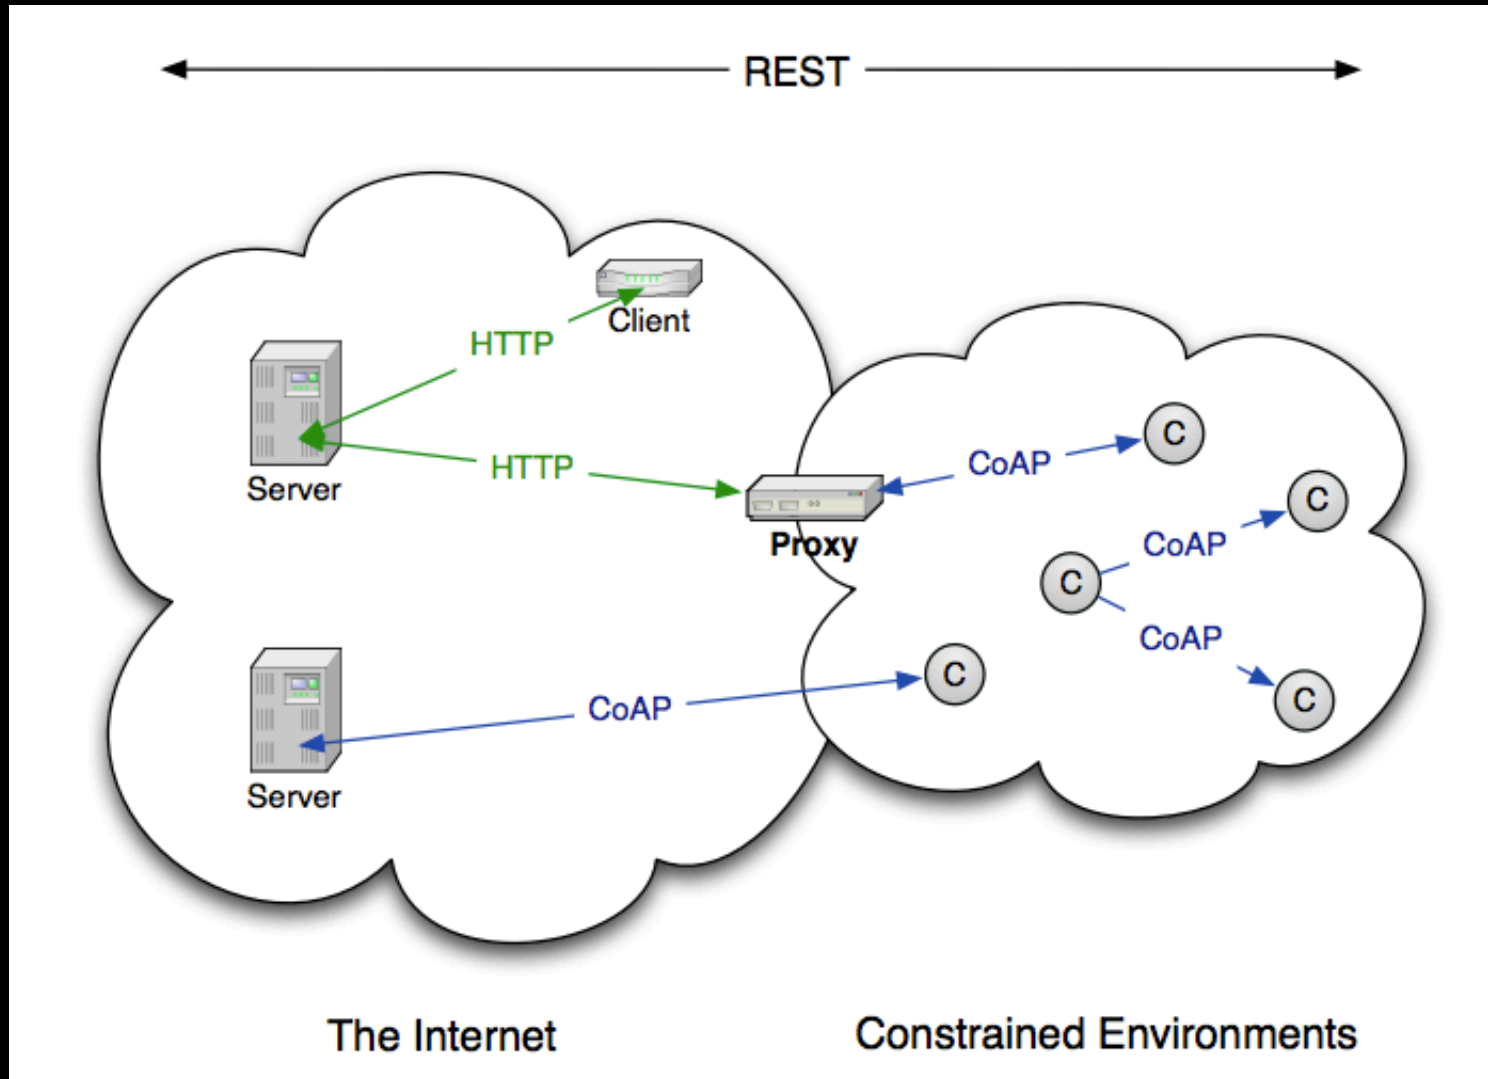 REST
Client
HTTP
Server
HTTP
Proxy
CoAP
C
C
CoAP
C
CoAP
C
C
CoAP
Server
The Internet
Constrained Environments